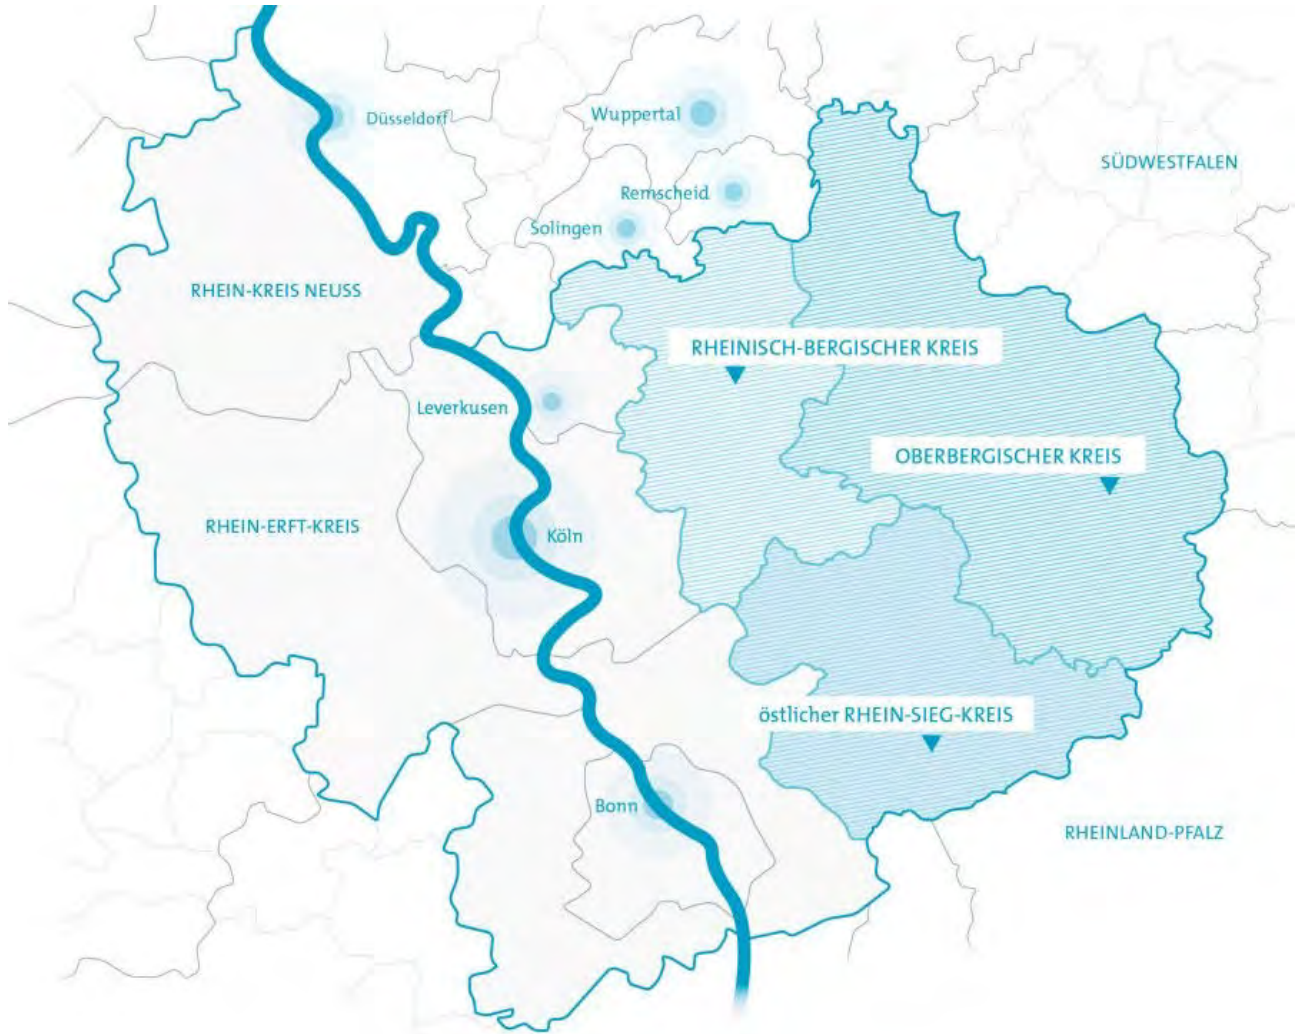 Düsseldorf
Wuppertal
SÜDWESTFALEN
Remscheid
Solingen
RHEIN-KREIS NEUSS
RHEINISCH-BERGISCHER KREIS
Leverkusen
OBERBERGISCHER KREIS
RHEIN-ERFT-KREIS
Köln
östlicher RHEIN-SIEG-KREIS
Bonn
RHEINLAND-PFALZ